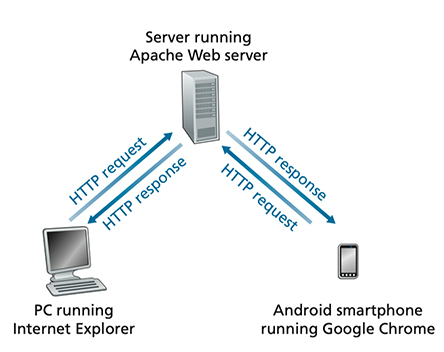 Server running
Apache Web server
HTTP request
HTTP response
HTTP response
HTTP request
PC running
Internet Explorer
Android smartphone
running Google Chrome